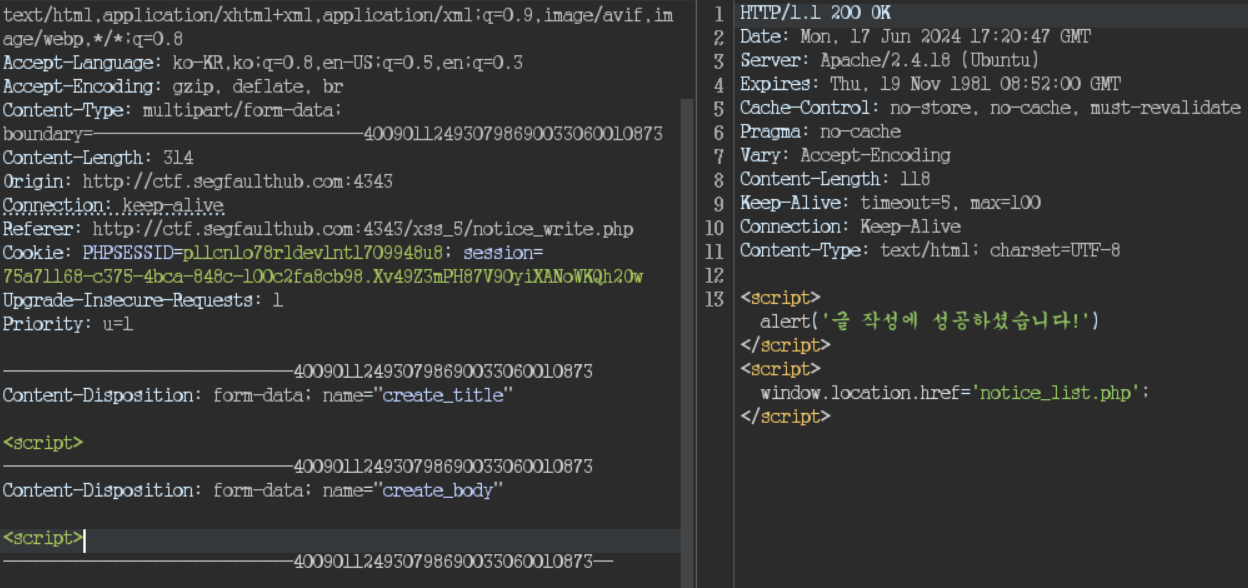 text/html,application/xhtml+xml,application/xml;q=0.9,image/avif,im
age/webp,*/*;q=0.8
Accept-Language: ko-KR,ko;q=0.8,en-US;q=0.5,en;q=0.3
Accept-Encoding: gzip, deflate, br
Content-Type: multipart/form-data;
boundary=---------------------------400901124930798690033060010873
Content-Length: 314
Origin: http://ctf.segfaulthub.com:4343
Connection: keep-alive
Referer: http://ctf.segfaulthub.com:4343/xss_5/notice_write.php
Cookie: PHPSESSID=pllcnlo78rldevlntl709948u8; session=
75a71168-c375-4bca-848c-100c2fa8cb98.Xv49Z3mPH87V9OyiXANoWKQh20w
Upgrade-Insecure-Requests: 1
Priority: u=1

-----------------------------400901124930798690033060010873
Content-Disposition: form-data; name="create_title"

<script>
-----------------------------400901124930798690033060010873
Content-Disposition: form-data; name="create_body"

<script>
-----------------------------400901124930798690033060010873--

1 HTTP/1.1 200 OK
2 Date: Mon, 17 Jun 2024 17:20:47 GMT
3 Server: Apache/2.4.18 (Ubuntu)
4 Expires: Thu, 19 Nov 1981 08:52:00 GMT
5 Cache-Control: no-store, no-cache, must-revalidate
6 Pragma: no-cache
7 Vary: Accept-Encoding
8 Content-Length: 118
9 Keep-Alive: timeout=5, max=100
10 Connection: Keep-Alive
11 Content-Type: text/html; charset=UTF-8
12
13 <script>
alert('글 작성에 성공하셨습니다!')
</script>
<script>
window.location.href='notice_list.php';
</script>